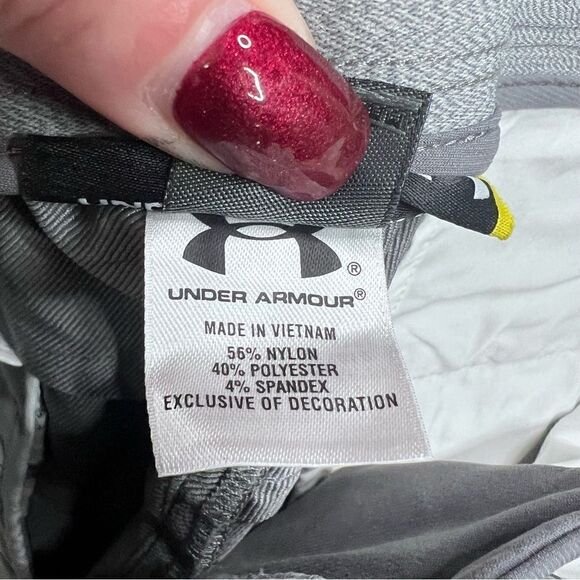 UNDER ARMOUR®
MADE IN VIETNAM
56% NYLON
40% POLYESTER
4% SPANDEX
EXCLUSIVE OF DECORATION